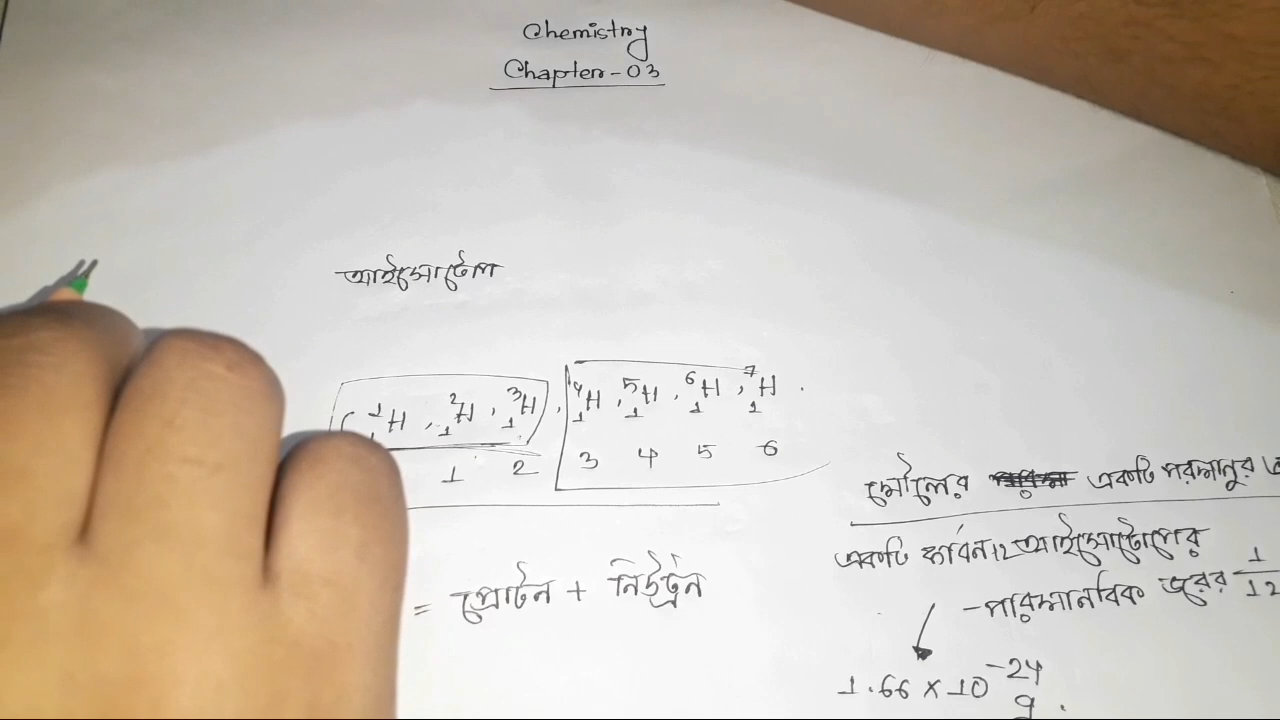 Chemistry
Chapter-03
আইসোটোপ
¹H, ²₁H, ³₁H, ⁴₁H, ⁵₁H, ⁶₁H, ⁷₁H.
1 2 3 4 5 6
= প্রোটন + নিউট্রন
মৌলের একটি পরমানুর
একটি কার্বন 12 আইসোটোপের
- পারমানবিক ভরের 1/12
1.66 × 10⁻²⁴ g.